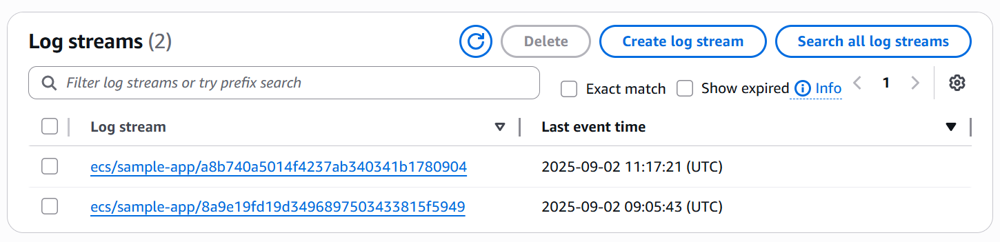 Log streams (2)
Delete
Create log stream
Search all log streams
Filter log streams or try prefix search
Exact match
Show expired
Info
1
Log stream
Last event time
ecs/sample-app/a8b740a5014f4237ab340341b1780904
2025-09-02 11:17:21 (UTC)
ecs/sample-app/8a9e19fd19d3496897503433815f5949
2025-09-02 09:05:43 (UTC)